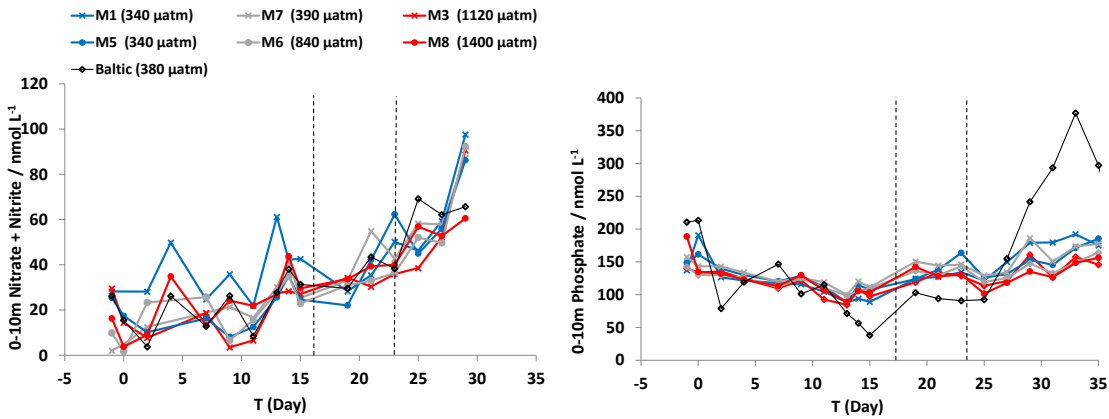 M1 (340 µatm) M7 (390 µatm) M3 (1120 µatm)
M5 (340 µatm) M6 (840 µatm) M8 (1400 µatm)
Baltic (380 µatm)
0-10m Nitrate + Nitrite / nmol L-1
120
100
80
60
40
20
0
-5 0 5 10 15 20 25 30 35
T (Day)
0-10m Phosphate / nmol L-1
400
350
300
250
200
150
100
50
0
-5 0 5 10 15 20 25 30 35
T (Day)